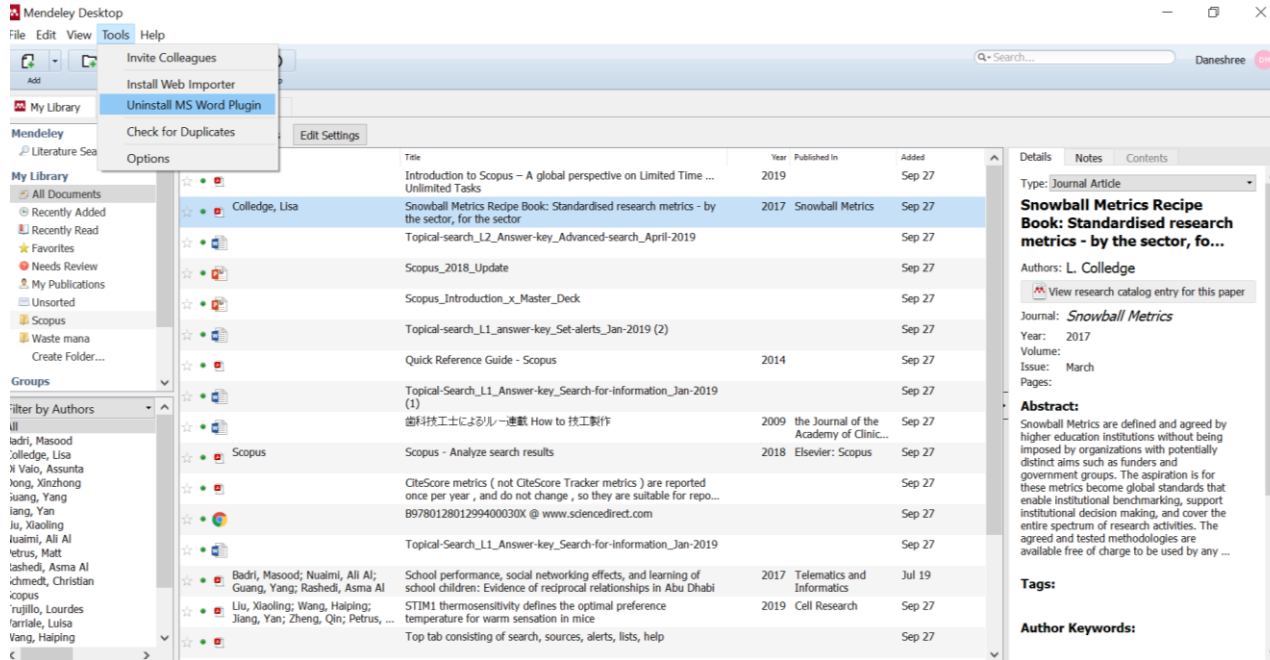 Mendeley Desktop
File Edit View Tools Help
Add
Search...
Daneshree
Invite Colleagues
Install Web Importer
Uninstall MS Word Plugin
Check for Duplicates
Options
My Library
Edit Settings
Mendeley
Literature Sea
My Library
All Documents
Recently Added
Recently Read
Favorites
Needs Review
My Publications
Unsorted
Scopus
Waste mana
Create Folder...
Groups
Filter by Authors
All
Badri, Masood
Colledge, Lisa
Di Vaio, Assunta
Dong, Xinzhong
Guang, Yang
Jiang, Yan
Liu, Xiaoling
Nuaimi, Ali Al
Petrus, Matt
Rashedi, Asma Al
Schmedt, Christian
Scopus
Trujillo, Lourdes
Varriale, Luisa
Wang, Haiping
Title Year Published In Added
Introduction to Scopus – A global perspective on Limited Time ... 2019 Sep 27
Unlimited Tasks
Colledge, Lisa Snowball Metrics Recipe Book: Standardised research metrics - by 2017 Snowball Metrics Sep 27
the sector, for the sector
Topical-search_L2_Answer-key_Advanced-search_April-2019 Sep 27
Scopus_2018_Update Sep 27
Scopus_Introduction_x_Master_Deck Sep 27
Topical-search_L1_answer-key_Set-alerts_Jan-2019 (2) Sep 27
Quick Reference Guide - Scopus 2014 Sep 27
Topical-Search_L1_Answer-key_Search-for-information_Jan-2019 Sep 27
(1)
歯科技工士によるリレー連載 How to 技工製作 2009 the Journal of the Sep 27
Academy of Clinic...
Scopus Scopus - Analyze search results 2018 Elsevier: Scopus Sep 27
CiteScore metrics ( not CiteScore Tracker metrics ) are reported Sep 27
once per year , and do not change , so they are suitable for repo...
B978012801299400030X @ www.sciencedirect.com Sep 27
Topical-Search_L1_Answer-key_Search-for-information_Jan-2019 Sep 27
Badri, Masood; Nuaimi, Ali Al; School performance, social networking effects, and learning of 2017 Telematics and Jul 19
Guang, Yang; Rashedi, Asma Al school children: Evidence of reciprocal relationships in Abu Dhabi Informatics
Liu, Xiaoling; Wang, Haiping; STIM1 thermosensitivity defines the optimal preference 2019 Cell Research Sep 27
Jiang, Yan; Zheng, Qin; Petrus, ... temperature for warm sensation in mice
Top tab consisting of search, sources, alerts, lists, help Sep 27
Details Notes Contents
Type: Journal Article
Snowball Metrics Recipe
Book: Standardised research
metrics - by the sector, fo...
Authors: L. Colledge
View research catalog entry for this paper
Journal: Snowball Metrics
Year: 2017
Volume:
Issue: March
Pages:
Abstract:
Snowball Metrics are defined and agreed by
higher education institutions without being
imposed by organizations with potentially
distinct aims such as funders and
government groups. The aspiration is for
these metrics become global standards that
enable institutional benchmarking, support
institutional decision making, and cover the
entire spectrum of research activities. The
agreed and tested methodologies are
available free of charge to be used by any ...
Tags:
Author Keywords: